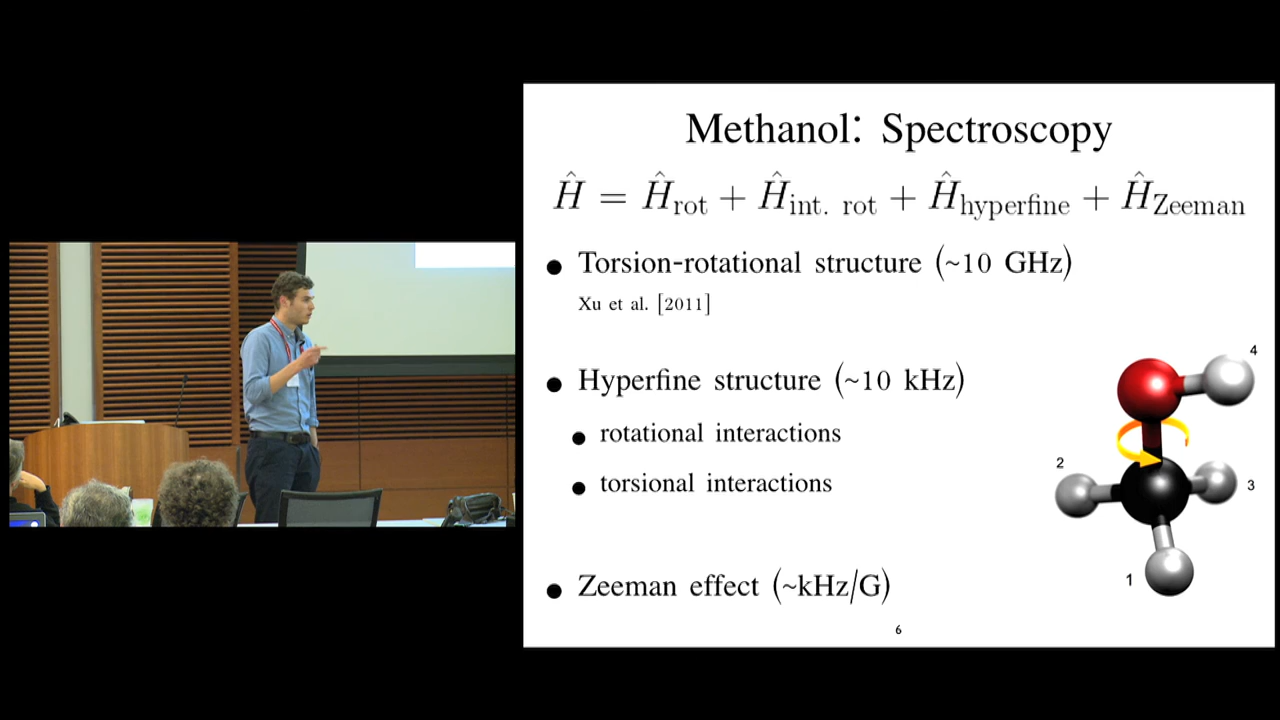 Methanol: Spectroscopy
Ĥ = Ĥrot + Ĥint. rot + Ĥhyperfine + ĤZeeman
● Torsion-rotational structure (~10 GHz)
Xu et al. [2011]
● Hyperfine structure (~10 kHz)
● rotational interactions
● torsional interactions
● Zeeman effect (~kHz/G)
4
2
3
1
6